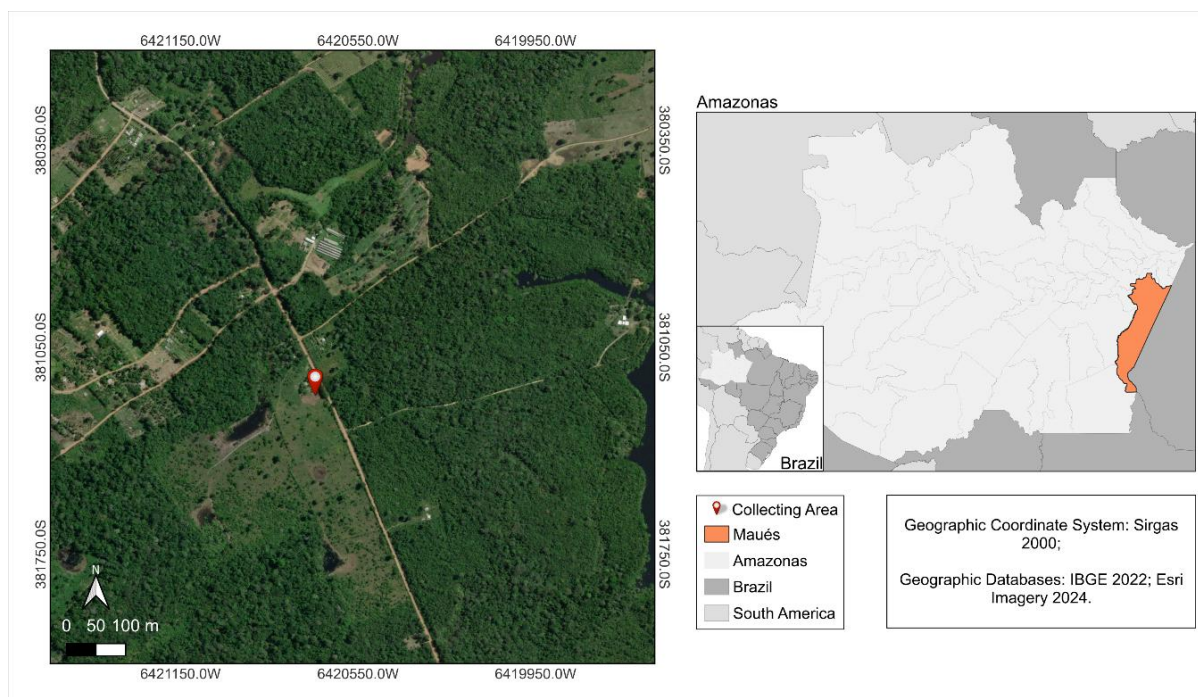 6421150.0W 6420550.0W 6419950.0W
380350.0S
381050.0S
381750.0S
380350.0S
381050.0S
381750.0S
N
0 50 100 m
6421150.0W 6420550.0W 6419950.0W
Amazonas
Brazil
Collecting Area
Maués
Amazonas
Brazil
South America
Geographic Coordinate System: Sirgas
2000;
Geographic Databases: IBGE 2022; Esri
Imagery 2024.